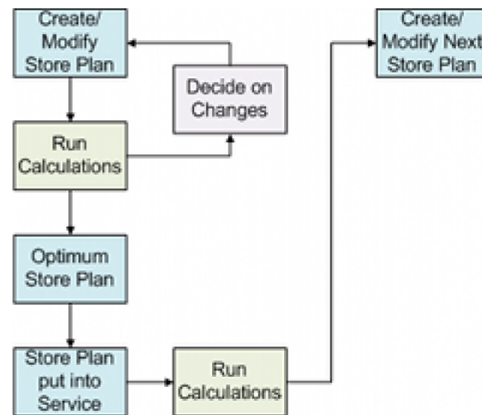 Create/
Modify
Store Plan
Create/
Modify Next
Store Plan
Decide on
Changes
Run
Calculations
Optimum
Store Plan
Store Plan
put into
Service
Run
Calculations